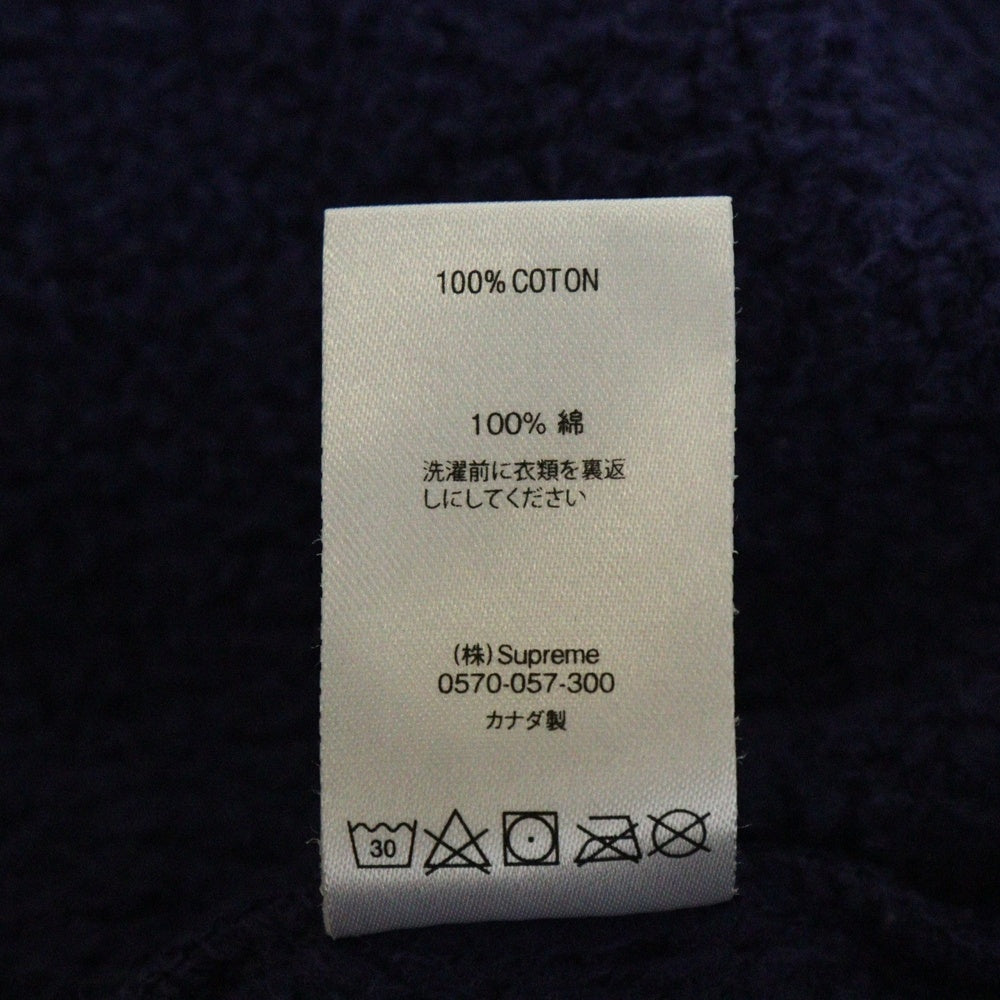 100% COTON
100% 綿
洗濯前に衣類を裏返
しにしてください
(株)Supreme
0570-057-300
カナダ製
30